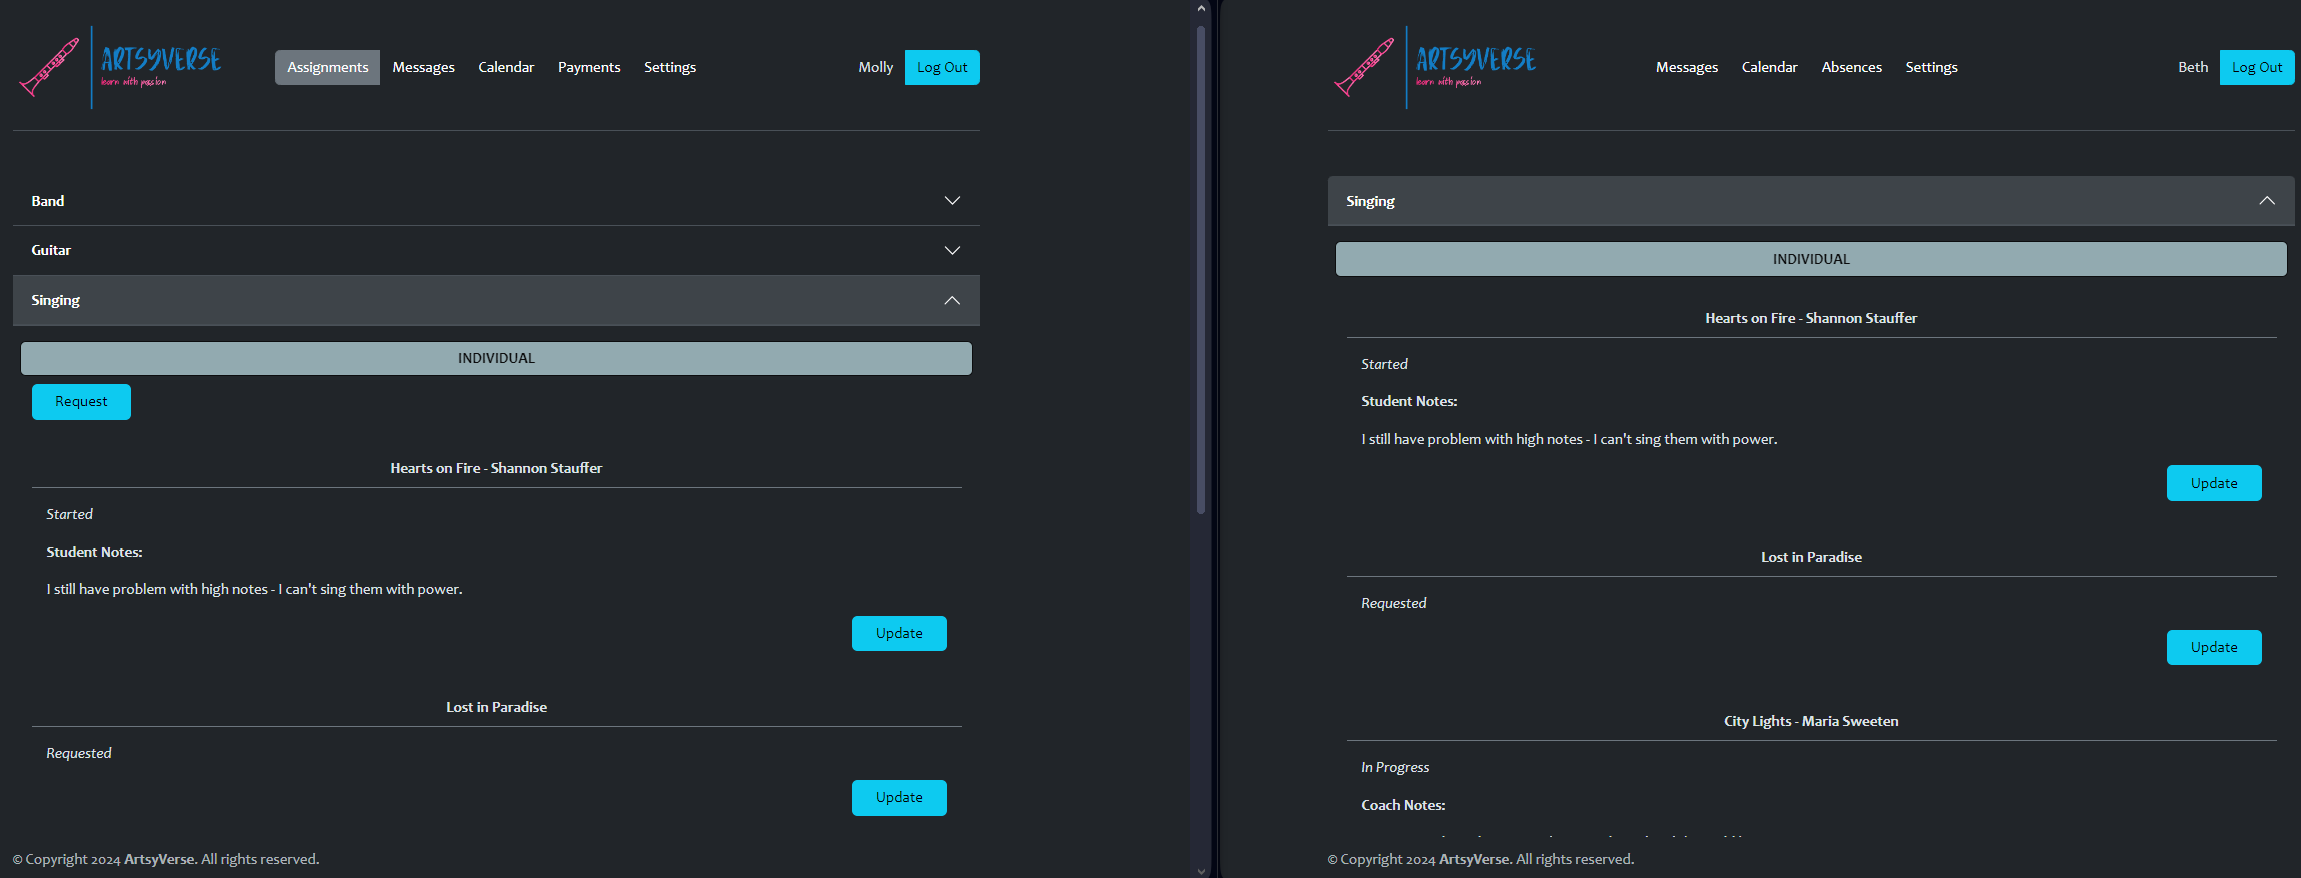 ARTSYVERSE
learn with passion
Assignments Messages Calendar Payments Settings
Molly Log Out
Band
Guitar
Singing
INDIVIDUAL
Request
Hearts on Fire - Shannon Stauffer
Started
Student Notes:
I still have problem with high notes - I can't sing them with power.
Update
Lost in Paradise
Requested
Update
© Copyright 2024 ArtsyVerse. All rights reserved.
ARTSYVERSE
learn with passion
Messages Calendar Absences Settings
Beth Log Out
Singing
INDIVIDUAL
Hearts on Fire - Shannon Stauffer
Started
Student Notes:
I still have problem with high notes - I can't sing them with power.
Update
Lost in Paradise
Requested
Update
City Lights - Maria Sweeten
In Progress
Coach Notes:
© Copyright 2024 ArtsyVerse. All rights reserved.